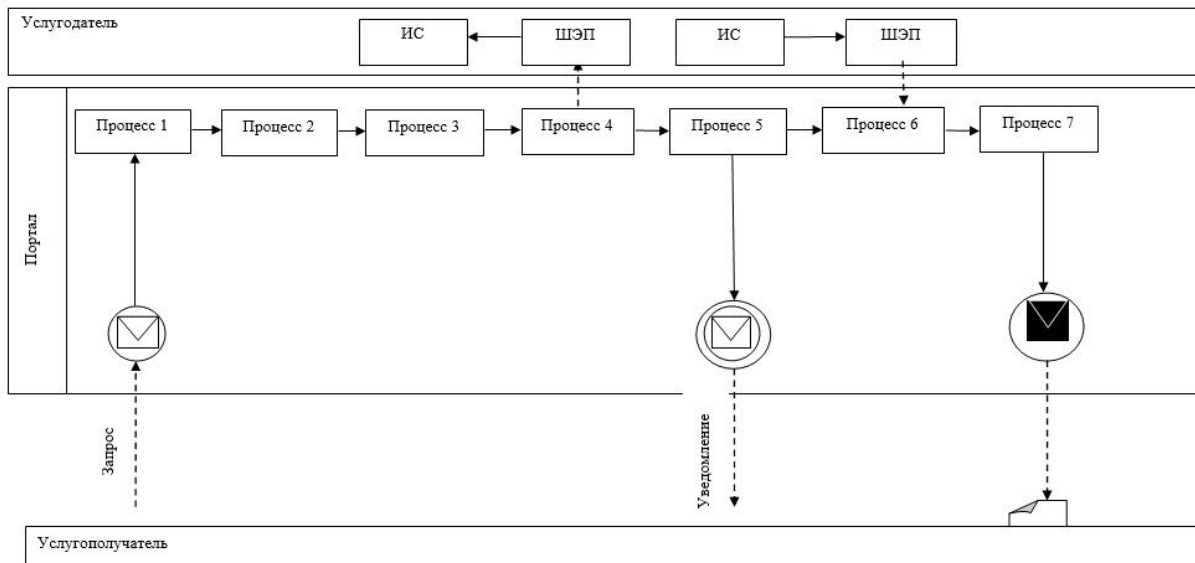 Услугодатель
ИС
ШЭП
ИС
ШЭП
Портал
Процесс 1
Процесс 2
Процесс 3
Процесс 4
Процесс 5
Процесс 6
Процесс 7
Запрос
Уведомление
Услугополучатель